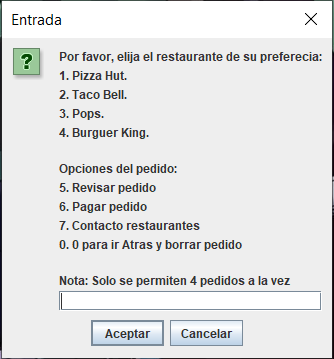 Entrada
Por favor, elija el restaurante de su preferecia:
1. Pizza Hut.
2. Taco Bell.
3. Pops.
4. Burguer King.
Opciones del pedido:
5. Revisar pedido
6. Pagar pedido
7. Contacto restaurantes
0. 0 para ir Atras y borrar pedido
Nota: Solo se permiten 4 pedidos a la vez
Aceptar
Cancelar